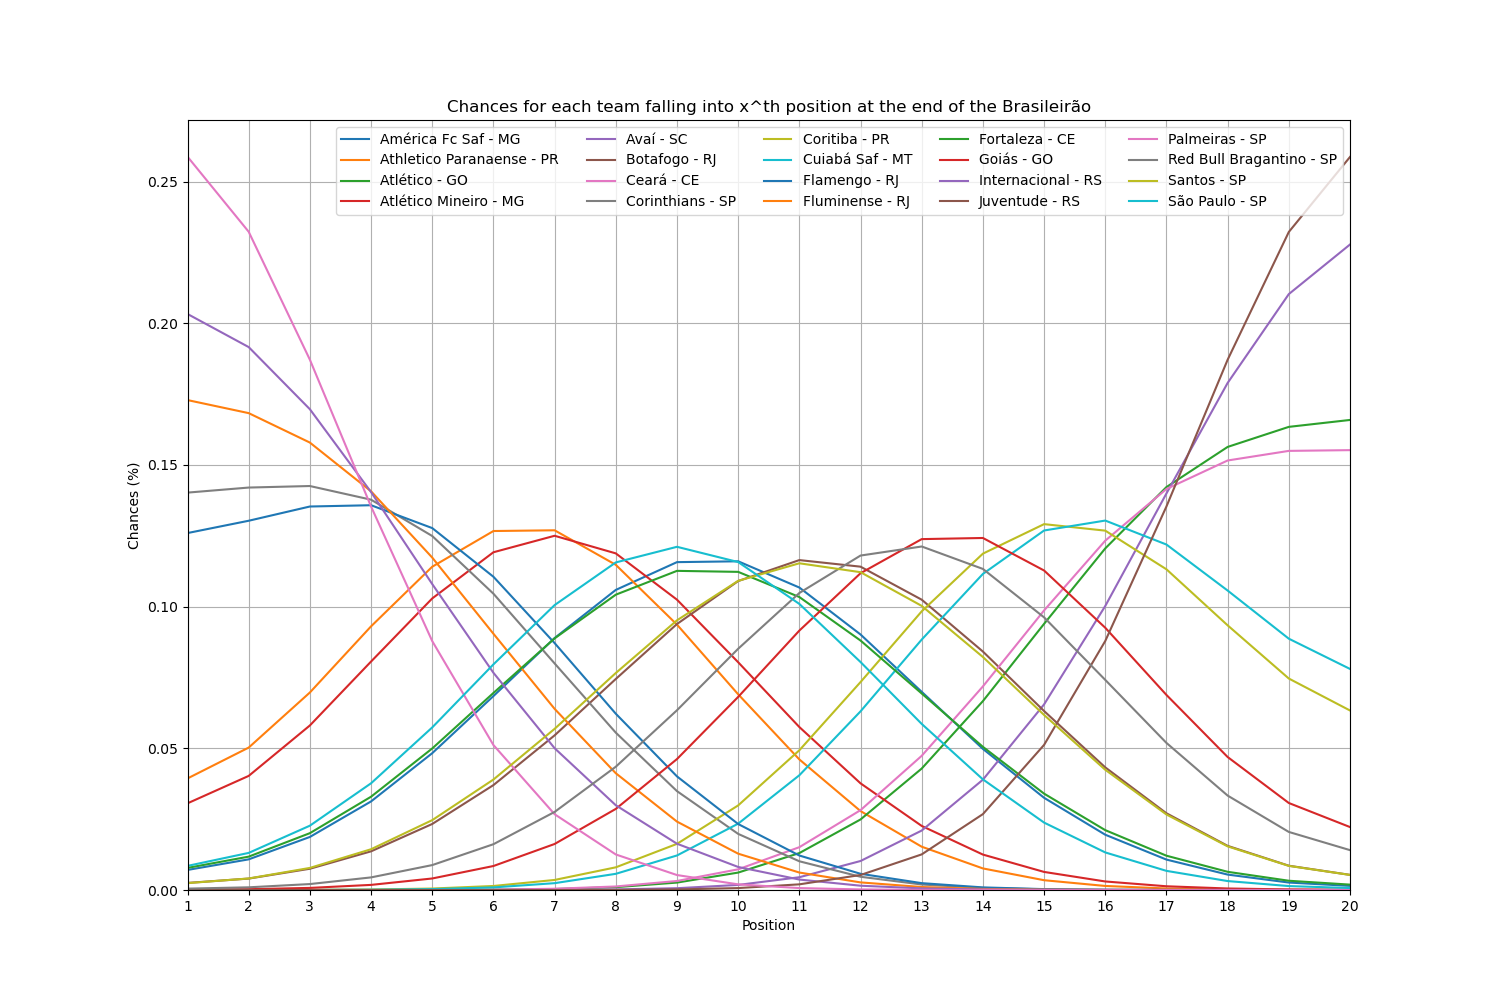 Chances for each team falling into x^th position at the end of the Brasileirão
América Fc Saf - MG
Athletico Paranaense - PR
Atlético - GO
Atlético Mineiro - MG
Avaí - SC
Botafogo - RJ
Ceará - CE
Corinthians - SP
Coritiba - PR
Cuiabá Saf - MT
Flamengo - RJ
Fluminense - RJ
Fortaleza - CE
Goiás - GO
Internacional - RS
Juventude - RS
Palmeiras - SP
Red Bull Bragantino - SP
Santos - SP
São Paulo - SP
0.25
0.20
0.15
0.10
0.05
0.00
Chances (%)
1 2 3 4 5 6 7 8 9 10 11 12 13 14 15 16 17 18 19 20
Position